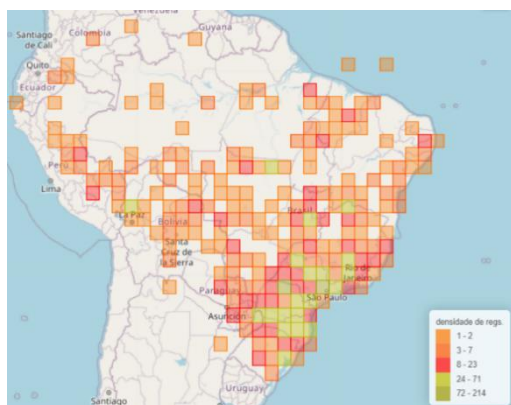 Venezuela
Guyana
Santiago
de Cali
Colombia
Quito
Ecuador
Peru
Lima
Brasil
La Paz
Bolivia
Santa
Cruz de
la Sierra
Rio de
Janeiro
São Paulo
Paraguay
Asunción
Uruguay
Santiago
densidade de regs.
1 - 2
3 - 7
8 - 23
24 - 71
72 - 214